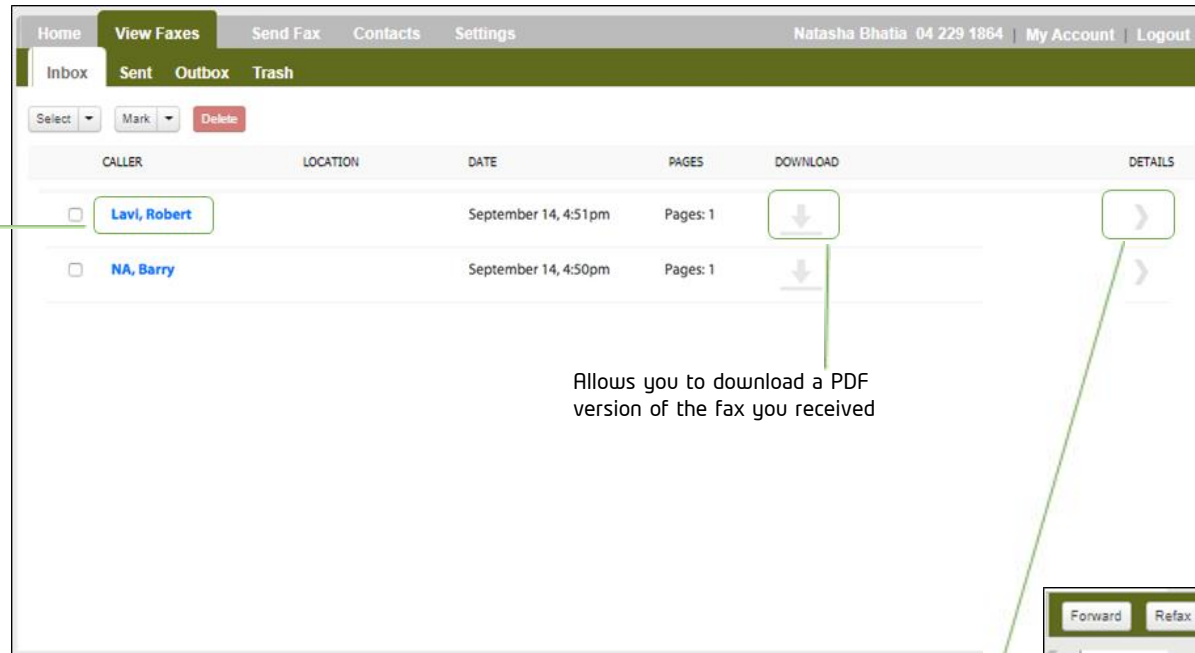 Home View Faxes Send Fax Contacts Settings Natasha Bhatia 04 229 1864 | My Account | Logout
Inbox Sent Outbox Trash
Select Mark Delete
CALLER LOCATION DATE PAGES DOWNLOAD DETAILS
Lavi, Robert September 14, 4:51pm Pages: 1
NA, Barry September 14, 4:50pm Pages: 1
Allows you to download a PDF
version of the fax you received
Forward Refax